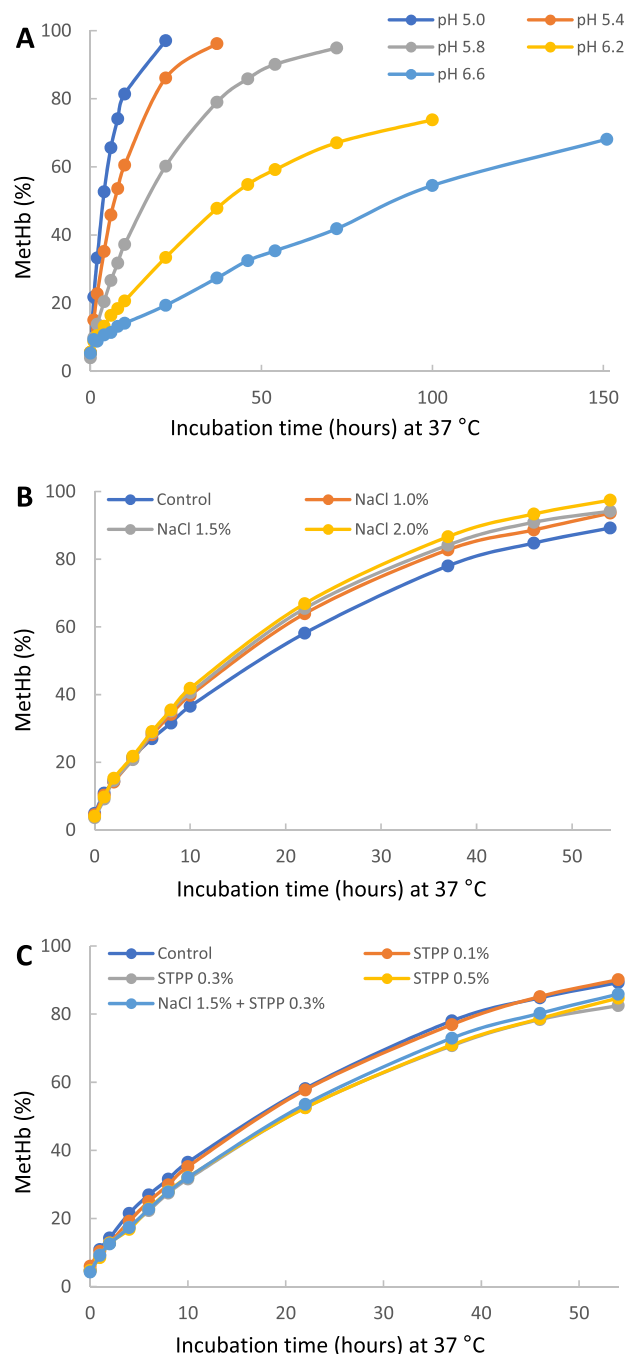 A
pH 5.0 pH 5.4
pH 5.8 pH 6.2
pH 6.6
100
80
60
40
20
0
MetHb (%)
0 50 100 150
Incubation time (hours) at 37 °C
B
Control NaCl 1.0%
NaCl 1.5% NaCl 2.0%
100
80
60
40
20
0
MetHb (%)
0 10 20 30 40 50
Incubation time (hours) at 37 °C
C
Control STPP 0.1%
STPP 0.3% STPP 0.5%
NaCl 1.5% + STPP 0.3%
100
80
60
40
20
0
MetHb (%)
0 10 20 30 40 50
Incubation time (hours) at 37 °C